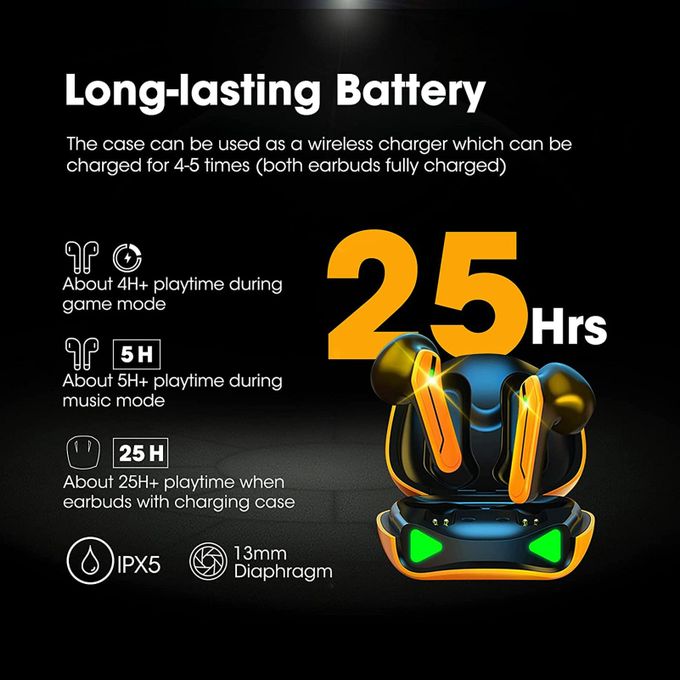 Long-lasting Battery
The case can be used as a wireless charger which can be
charged for 4-5 times (both earbuds fully charged)
25Hrs
About 4H+ playtime during
game mode
5H
About 5H+ playtime during
music mode
25H
About 25H+ playtime when
earbuds with charging case
IPX5
13mm
Diaphragm